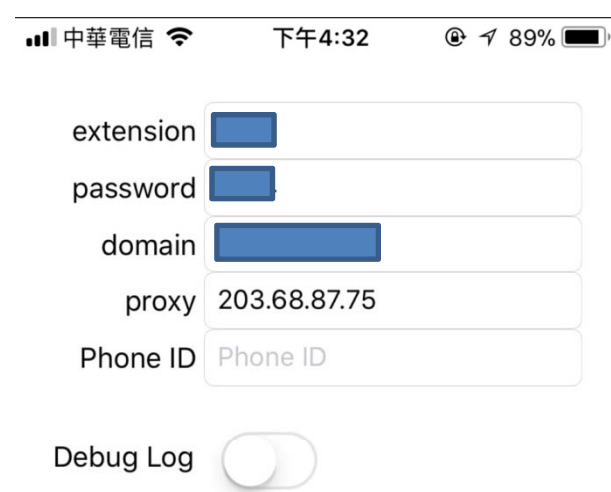 中華電信 下午4:32 89%
extension
password
domain
proxy 203.68.87.75
Phone ID Phone ID
Debug Log